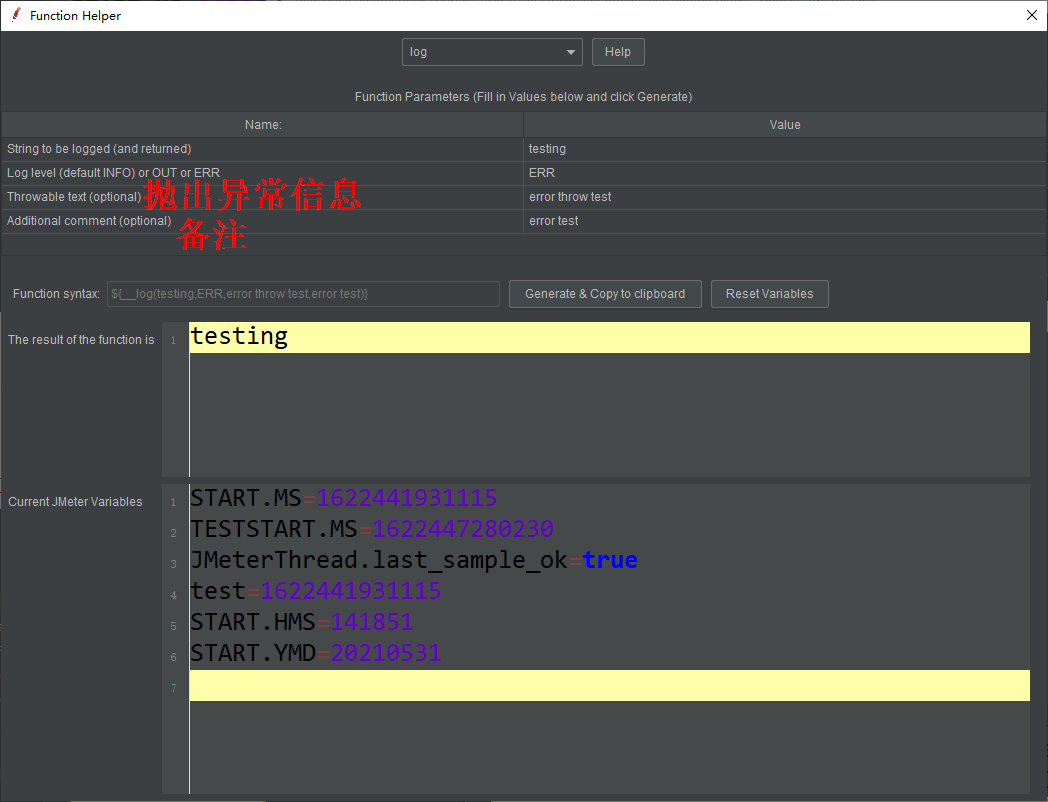 Function Helper
log
Help
Function Parameters (Fill in Values below and click Generate)
Name: Value
String to be logged (and returned) testing
Log level (default INFO) or OUT or ERR ERR
Throwable text (optional) 抛出异常信息 error throw test
Additional comment (optional) 备注 error test
Function syntax: ${__log(testing,ERR,error throw test,error test)} Generate & Copy to clipboard Reset Variables
The result of the function is 1 testing
Current JMeter Variables 1 START.MS=1622441931115
2 TESTSTART.MS=1622447280230
3 JMeterThread.last_sample_ok=true
4 test=1622441931115
5 START.HMS=141851
6 START.YMD=20210531
7